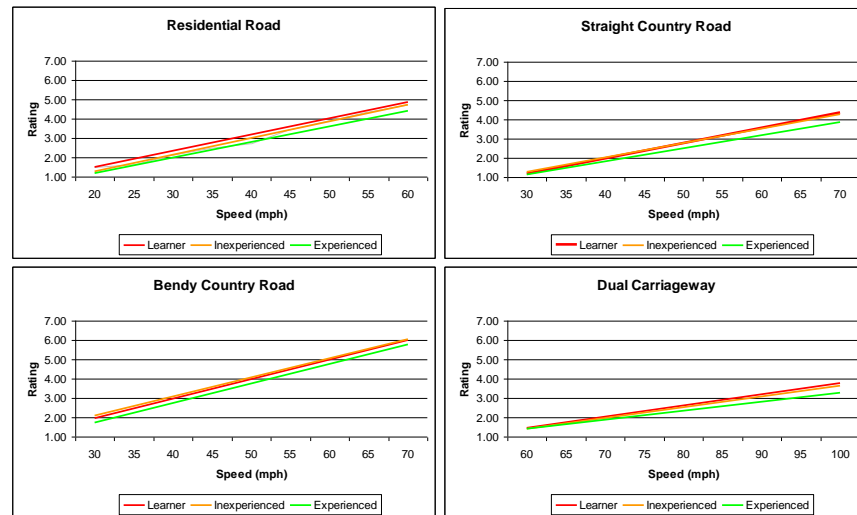 Residential Road
7.00
6.00
5.00
4.00
3.00
2.00
1.00
Rating
20 25 30 35 40 45 50 55 60
Speed (mph)
Learner Inexperienced Experienced
Straight Country Road
7.00
6.00
5.00
4.00
3.00
2.00
1.00
Rating
30 35 40 45 50 55 60 65 70
Speed (mph)
Learner Inexperienced Experienced
Bendy Country Road
7.00
6.00
5.00
4.00
3.00
2.00
1.00
Rating
30 35 40 45 50 55 60 65 70
Speed (mph)
Learner Inexperienced Experienced
Dual Carriageway
7.00
6.00
5.00
4.00
3.00
2.00
1.00
Rating
60 65 70 75 80 85 90 95 100
Speed (mph)
Learner Inexperienced Experienced